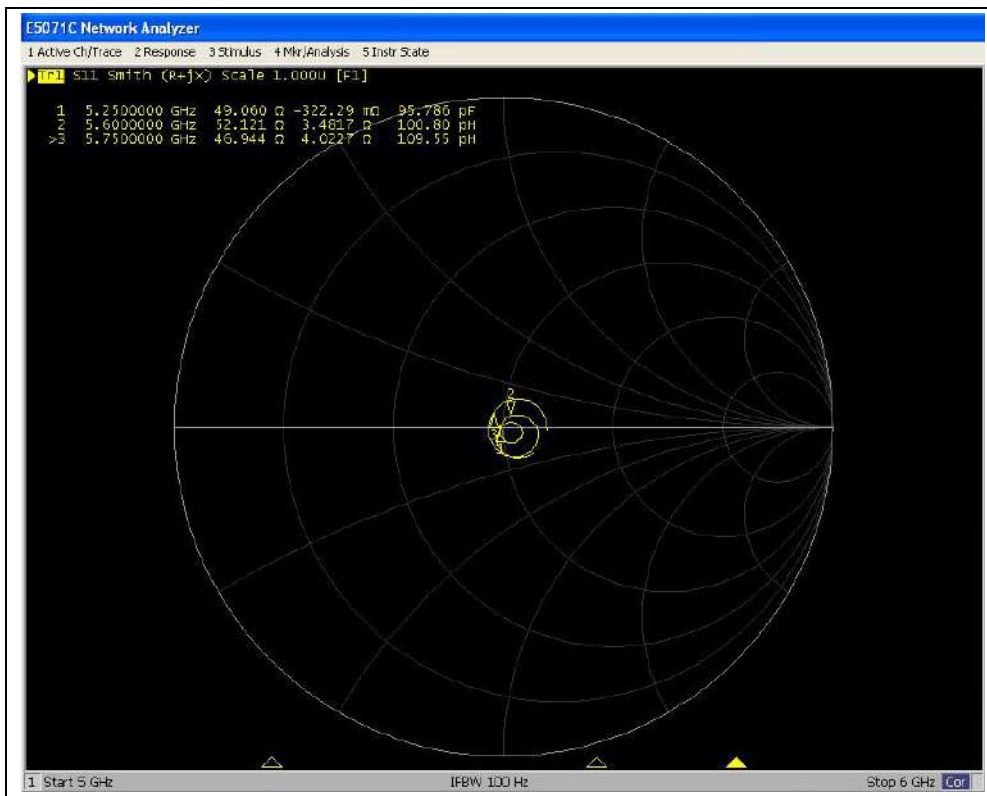 E5071C Network Analyzer
1 Active Ch/Trace 2 Response 3 Stimulus 4 Mkr/Analysis 5 Instr State
Tr1 S11 Smith (R+jX) Scale 1.000U [F1]
1 5.2500000 GHz 49.060 Ω -322.29 mΩ 95.786 pF
2 5.6000000 GHz 52.121 Ω 3.4817 Ω 100.80 pH
>3 5.7500000 GHz 46.944 Ω 4.0227 Ω 109.55 pH
2
1 Start 5 GHz IFBW 100 Hz Stop 6 GHz Cor